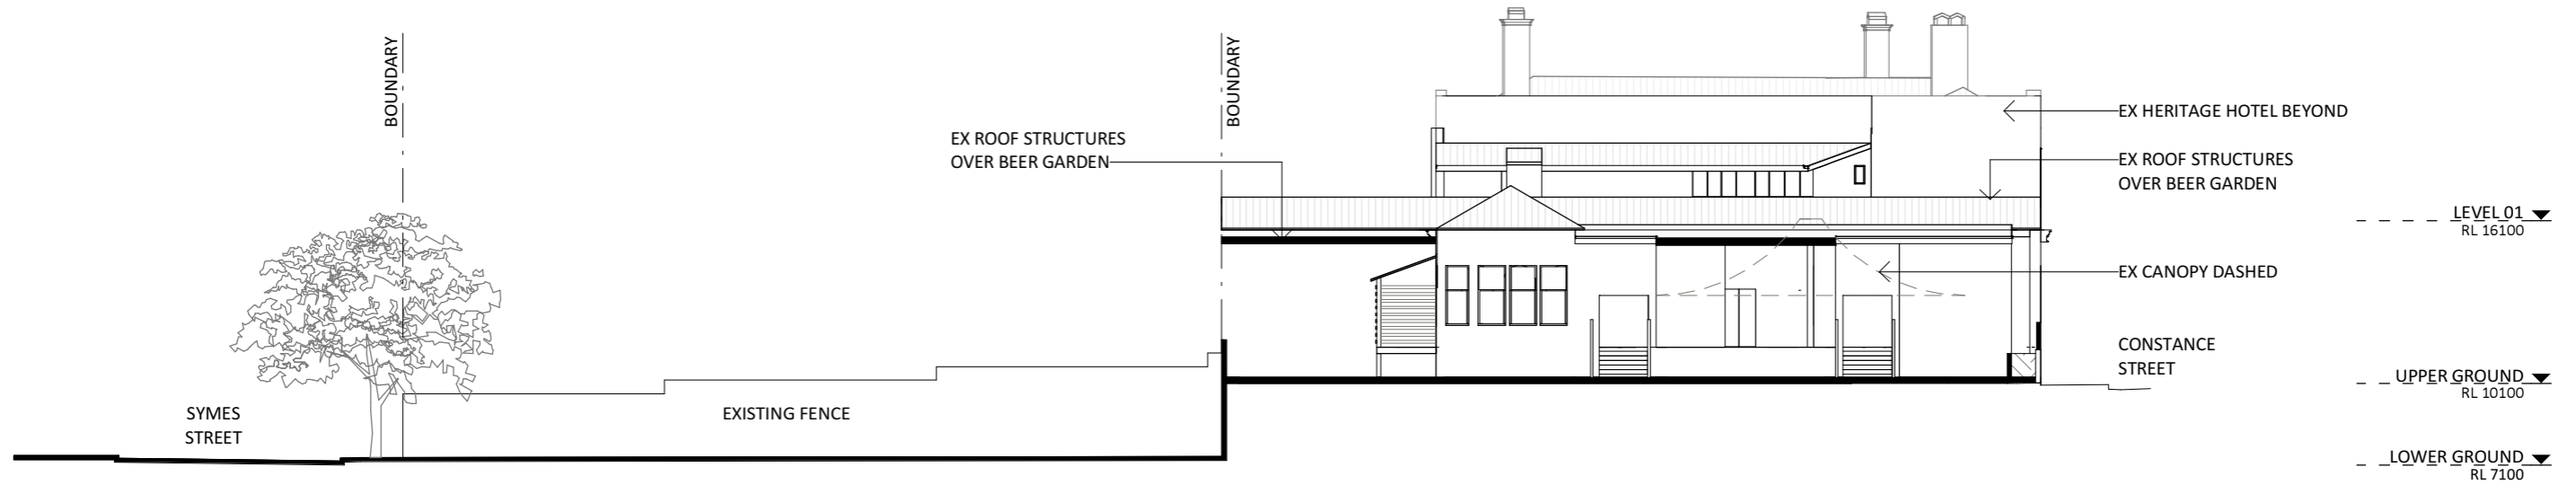 BOUNDARY
BOUNDARY
EX ROOF STRUCTURES
OVER BEER GARDEN
EX HERITAGE HOTEL BEYOND
EX ROOF STRUCTURES
OVER BEER GARDEN
LEVEL 01
RL 16100
EX CANOPY DASHED
CONSTANCE
STREET
UPPER GROUND
RL 10100
SYMES
STREET
EXISTING FENCE
LOWER GROUND
RL 7100